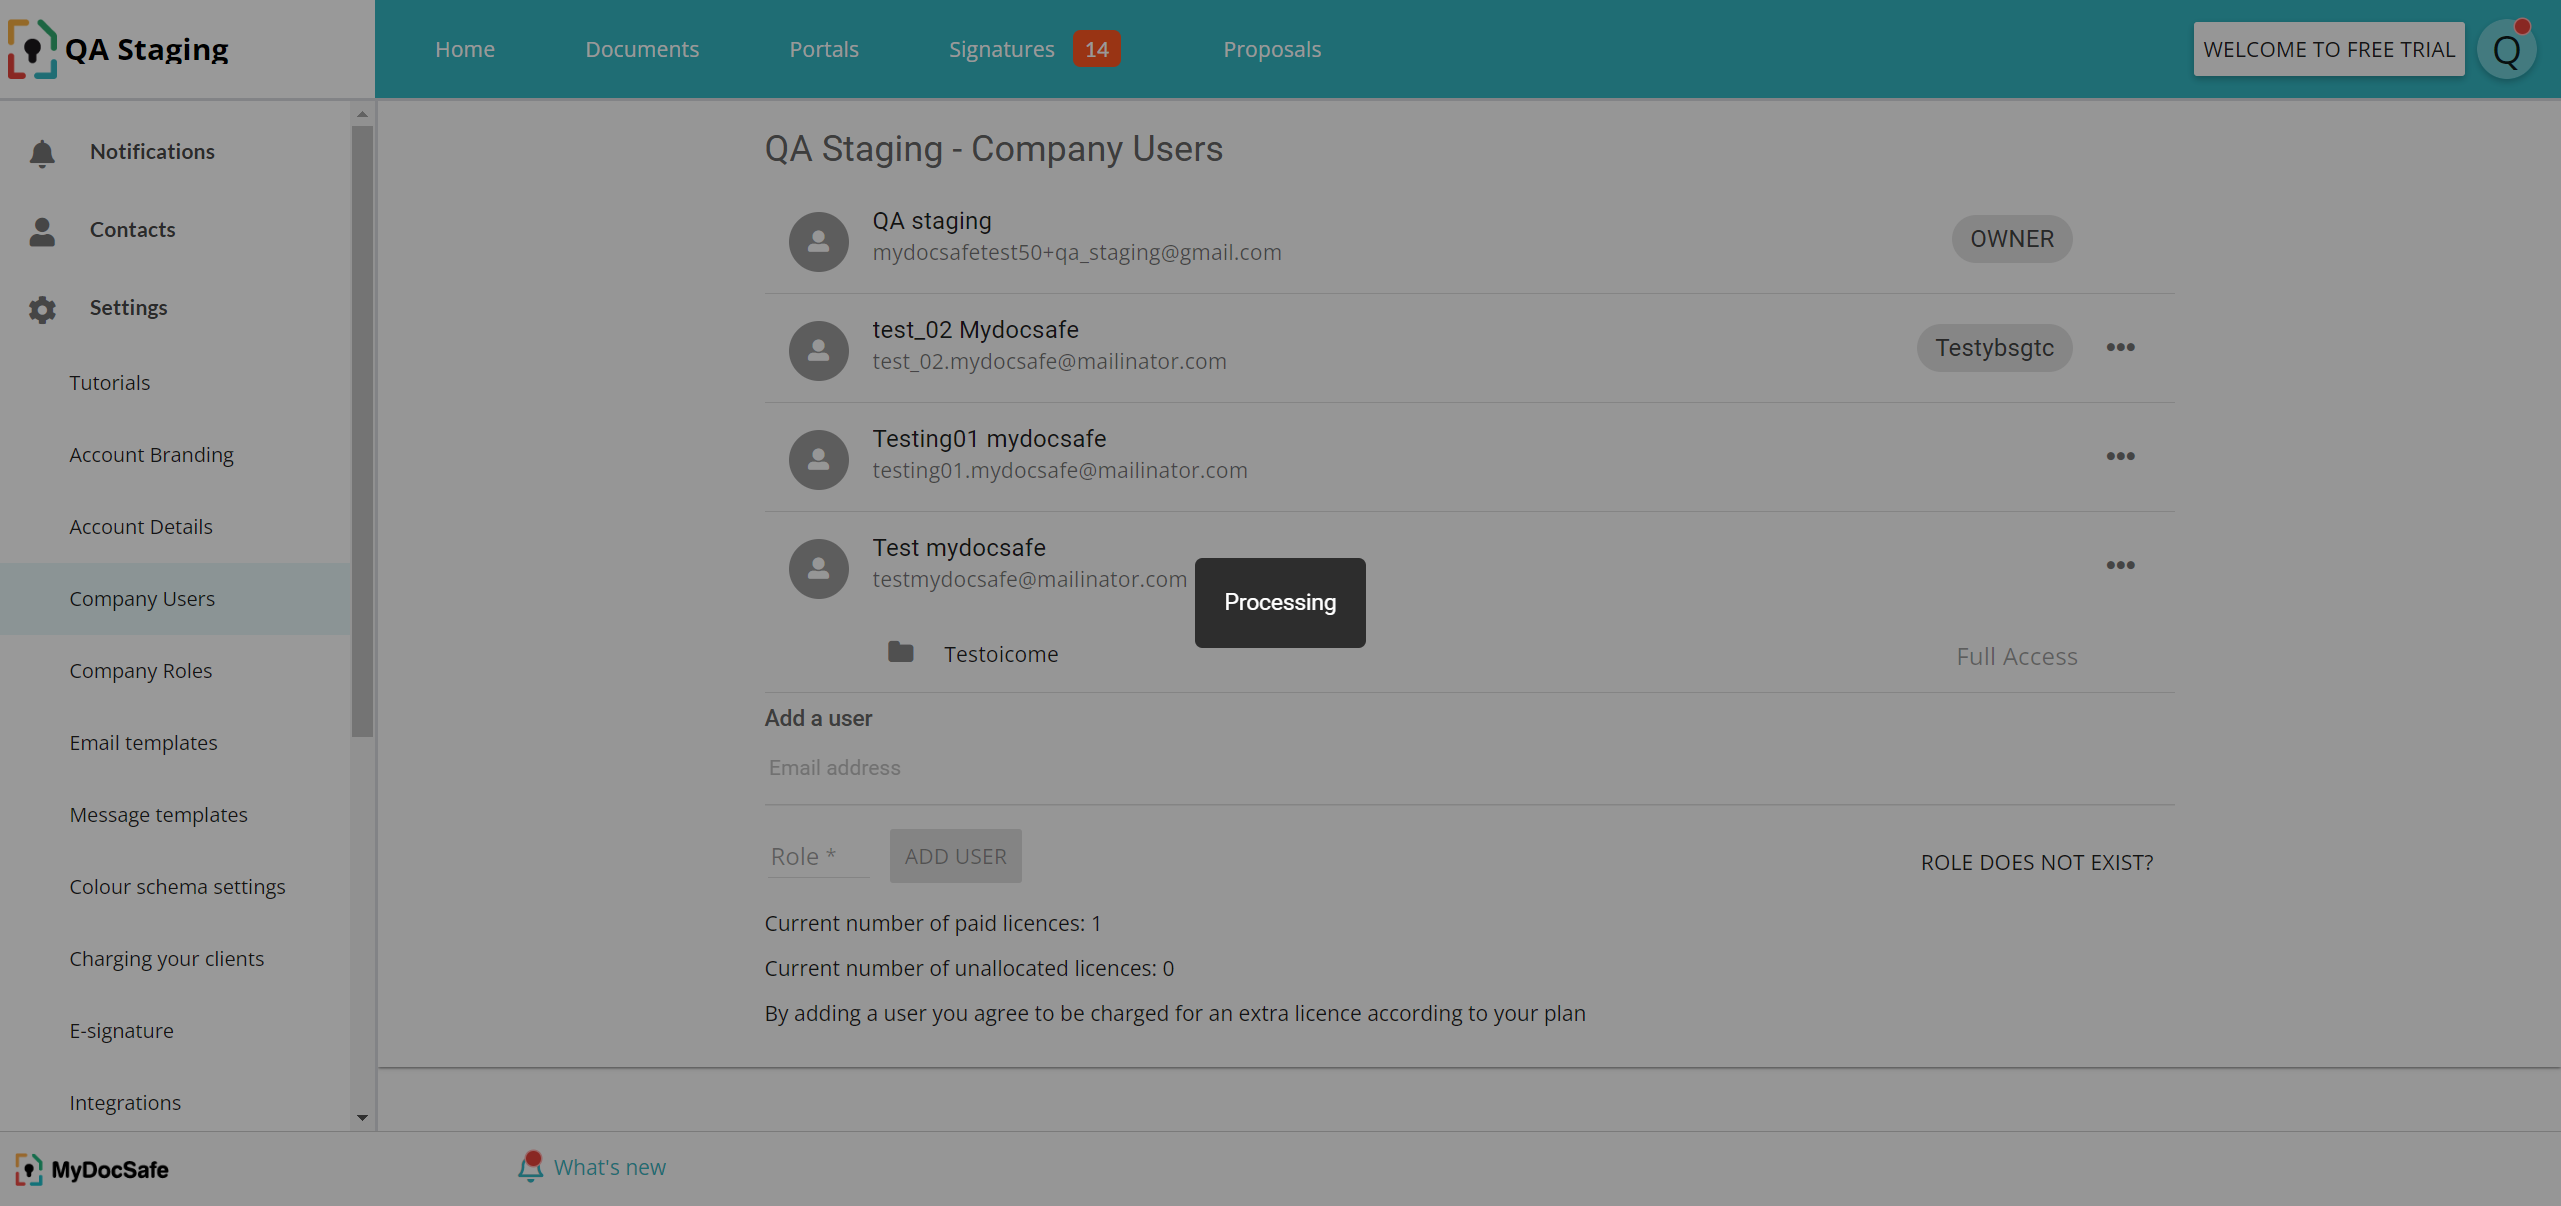 QA Staging
Home
Documents
Portals
Signatures
14
Proposals
WELCOME TO FREE TRIAL
Q
Notifications
Contacts
Settings
Tutorials
Account Branding
Account Details
Company Users
Company Roles
Email templates
Message templates
Colour schema settings
Charging your clients
E-signature
Integrations
QA Staging - Company Users
QA staging
mydocsafetest50+qa_staging@gmail.com
OWNER
test_02 Mydocsafe
test_02.mydocsafe@mailinator.com
Testybsgtc
Testing01 mydocsafe
testing01.mydocsafe@mailinator.com
Test mydocsafe
testmydocsafe@mailinator.com
Processing
Testoicome
Full Access
Add a user
Email address
Role *
ADD USER
ROLE DOES NOT EXIST?
Current number of paid licences: 1
Current number of unallocated licences: 0
By adding a user you agree to be charged for an extra licence according to your plan
MyDocSafe
What's new